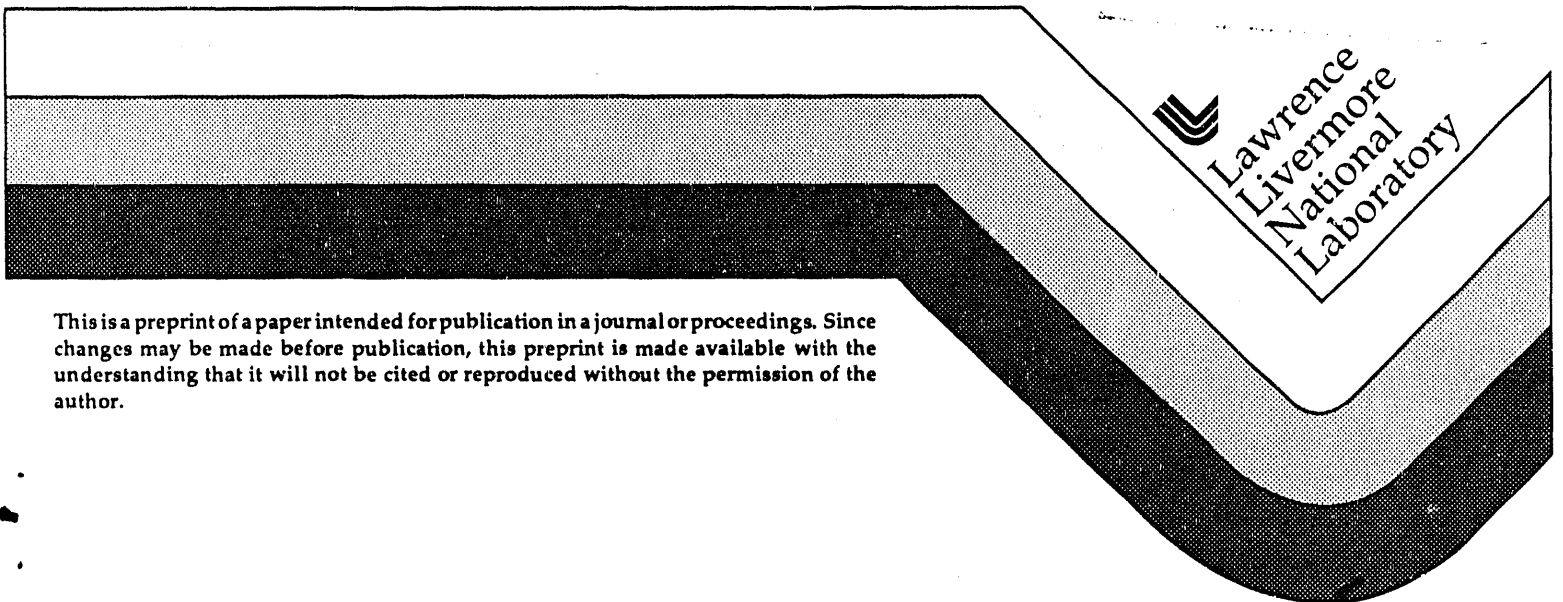 Lawrence
Livermore
National
Laboratory
This is a preprint of a paper intended for publication in a journal or proceedings. Since
changes may be made before publication, this preprint is made available with the
understanding that it will not be cited or reproduced without the permission of the
author.